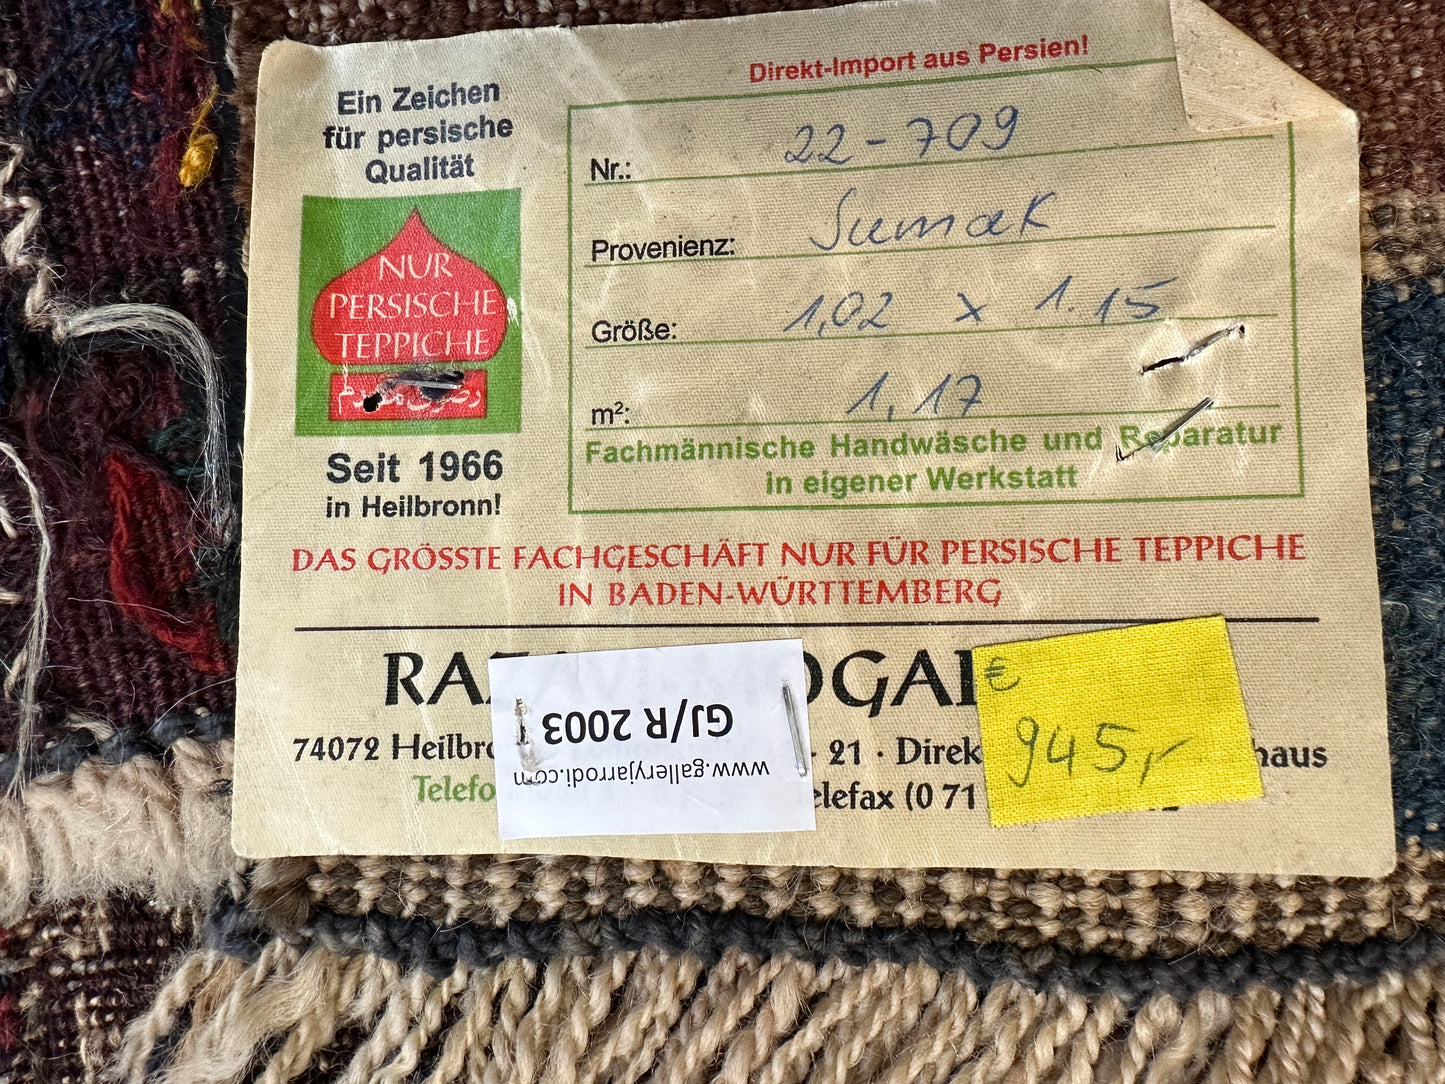 Direkt-Import aus Persien!
Ein Zeichen
für persische
Qualität
NUR
PERSISCHE
TEPPICHE
Seit 1966
in Heilbronn!
Nr.: 22-709
Provenienz: Sumak
Größe: 1,02 x 1.15
m²: 1,17
Fachmännische Handwäsche und Reparatur
in eigener Werkstatt
DAS GRÖSSTE FACHGESCHÄFT NUR FÜR PERSISCHE TEPPICHE
IN BADEN-WÜRTTEMBERG
74072 21 ·
(0 71
GJ/R 2003
www.galleryjarrodi.com
€
945,-